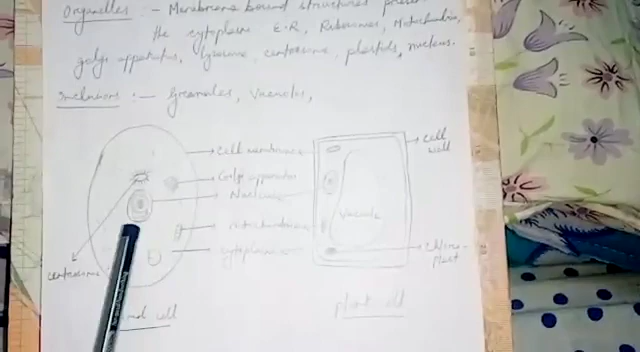 Organelles :- Membrane bound structures present
the cytoplasm E.R, Ribosomes, Mitochondria,
golgi apparatus, lysosome, centrosome, plastids, nucleus.
Inclusions :- Granules, Vacuoles,
cell membrane
cell wall
Golgi apparatus
Nucleus
Vacuole
mitochondria
cytoplasm
chloroplast
centrosome
cell
plant cell